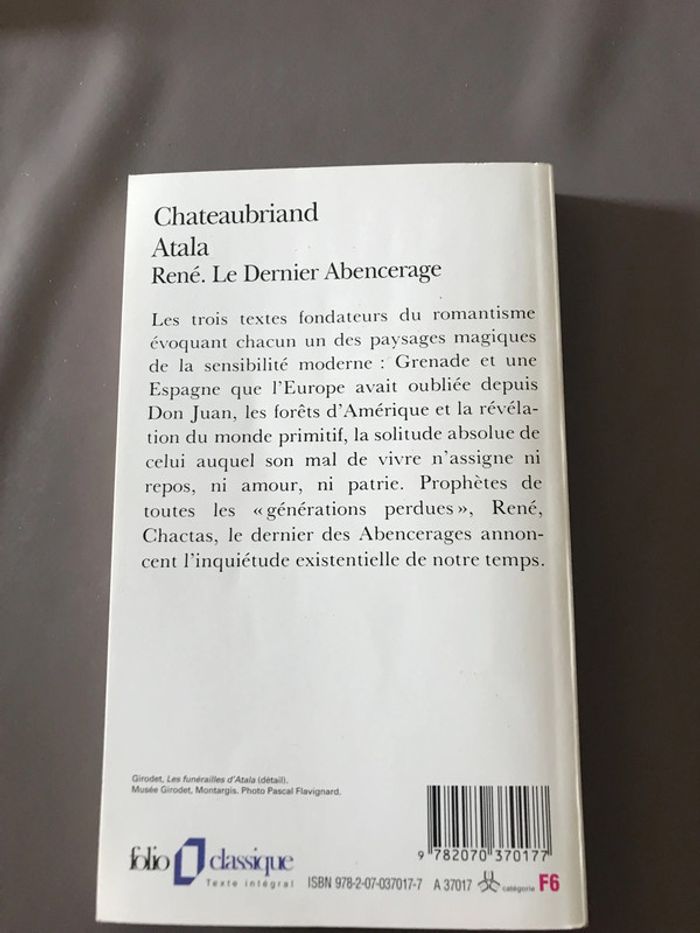 Chateaubriand
Atala
René. Le Dernier Abencerage
Les trois textes fondateurs du romantisme
évoquant chacun un des paysages magiques
de la sensibilité moderne : Grenade et une
Espagne que l'Europe avait oubliée depuis
Don Juan, les forêts d'Amérique et la révéla-
tion du monde primitif, la solitude absolue de
celui auquel son mal de vivre n'assigne ni
repos, ni amour, ni patrie. Prophètes de
toutes les « générations perdues », René,
Chactas, le dernier des Abencerages annon-
cent l'inquiétude existentielle de notre temps.
Girodet, Les funérailles d'Atala (détail).
Musée Girodet, Montargis. Photo Pascal Flavignard.
9 782070 370177
folio classique
Texte intégral
ISBN 978-2-07-037017-7 A 37017 catégorie F6